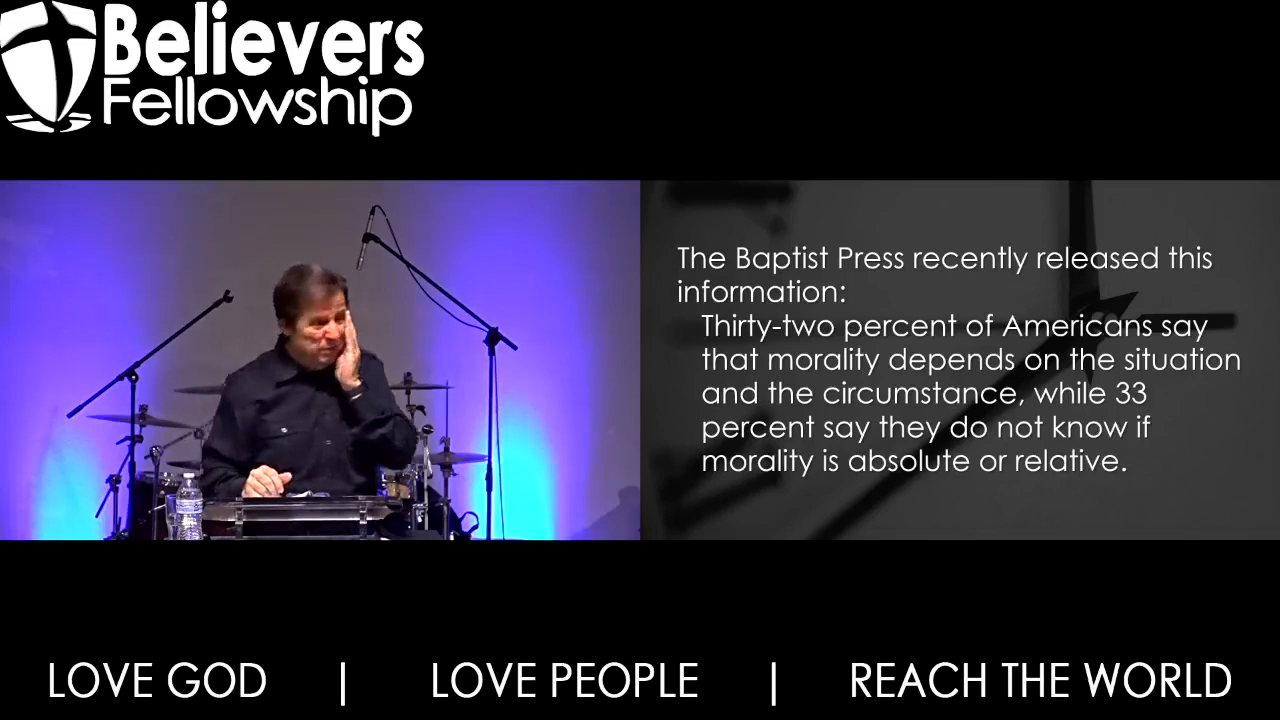 Believers
Fellowship
The Baptist Press recently released this
information:
Thirty-two percent of Americans say
that morality depends on the situation
and the circumstance, while 33
percent say they do not know if
morality is absolute or relative.
LOVE GOD | LOVE PEOPLE | REACH THE WORLD